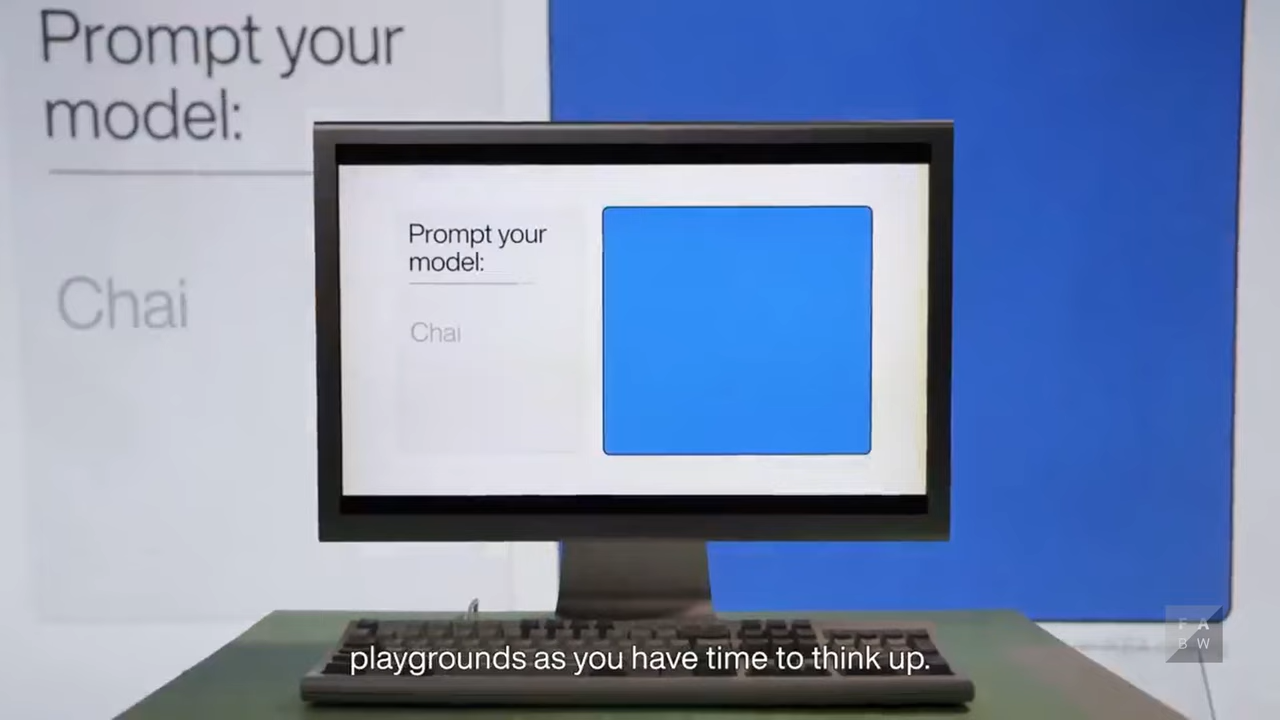 Prompt your
model:
Chai
Prompt your
model:
Chai
playgrounds as you have time to think up.
F A
B W